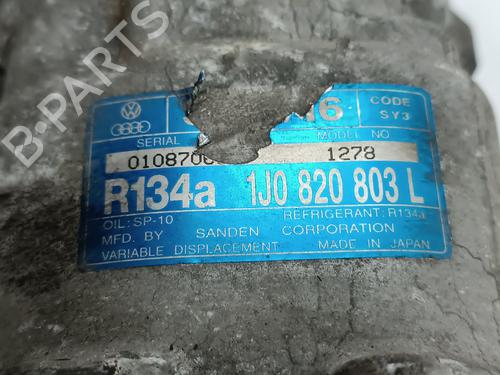 CODE
SY3
SERIAL
MODEL NO
1278
R134a 1J0 820 803 L
OIL: SP-10
REFRIGERANT: R134a
MFD. BY SANDEN CORPORATION
VARIABLE DISPLACEMENT MADE IN JAPAN
B-PARTS